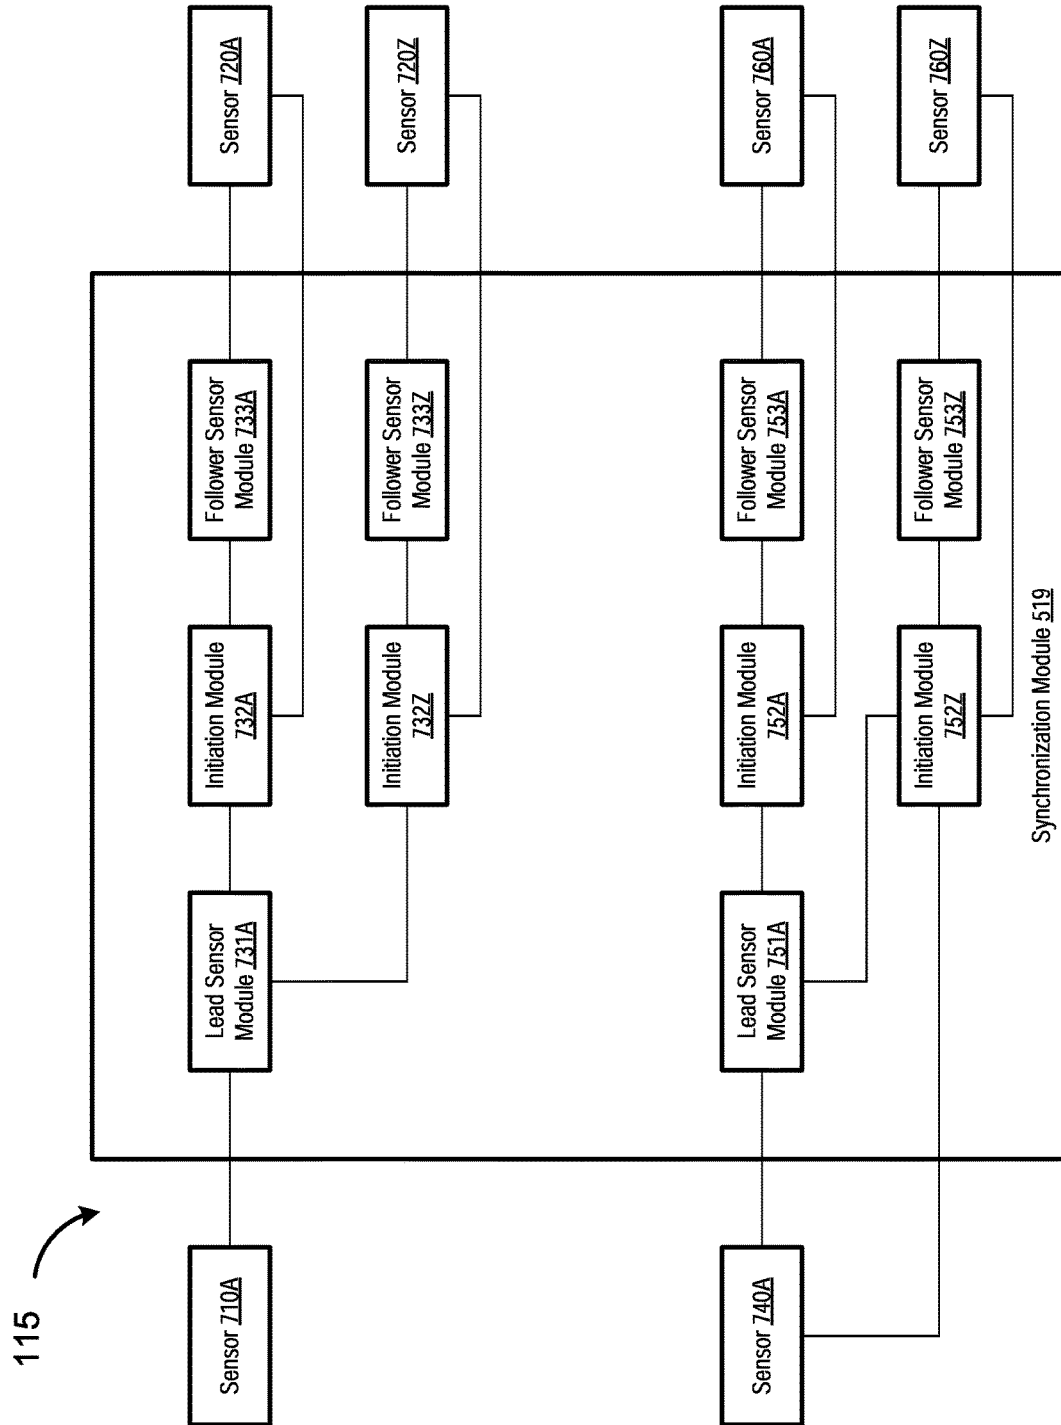 115
Sensor 710A
Lead Sensor
Module 731A
Initiation Module
732A
Follower Sensor
Module 733A
Sensor 720A
Initiation Module
732Z
Follower Sensor
Module 733Z
Sensor 720Z
Sensor 740A
Lead Sensor
Module 751A
Initiation Module
752A
Follower Sensor
Module 753A
Sensor 760A
Initiation Module
752Z
Follower Sensor
Module 753Z
Sensor 760Z
Synchronization Module 519